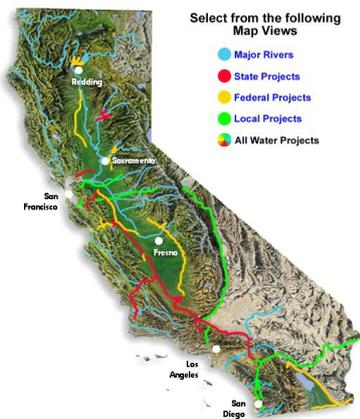 Select from the following
Map Views
Major Rivers
State Projects
Federal Projects
Local Projects
All Water Projects
Redding
Sacramento
San
Francisco
Fresno
Los
Angeles
San
Diego